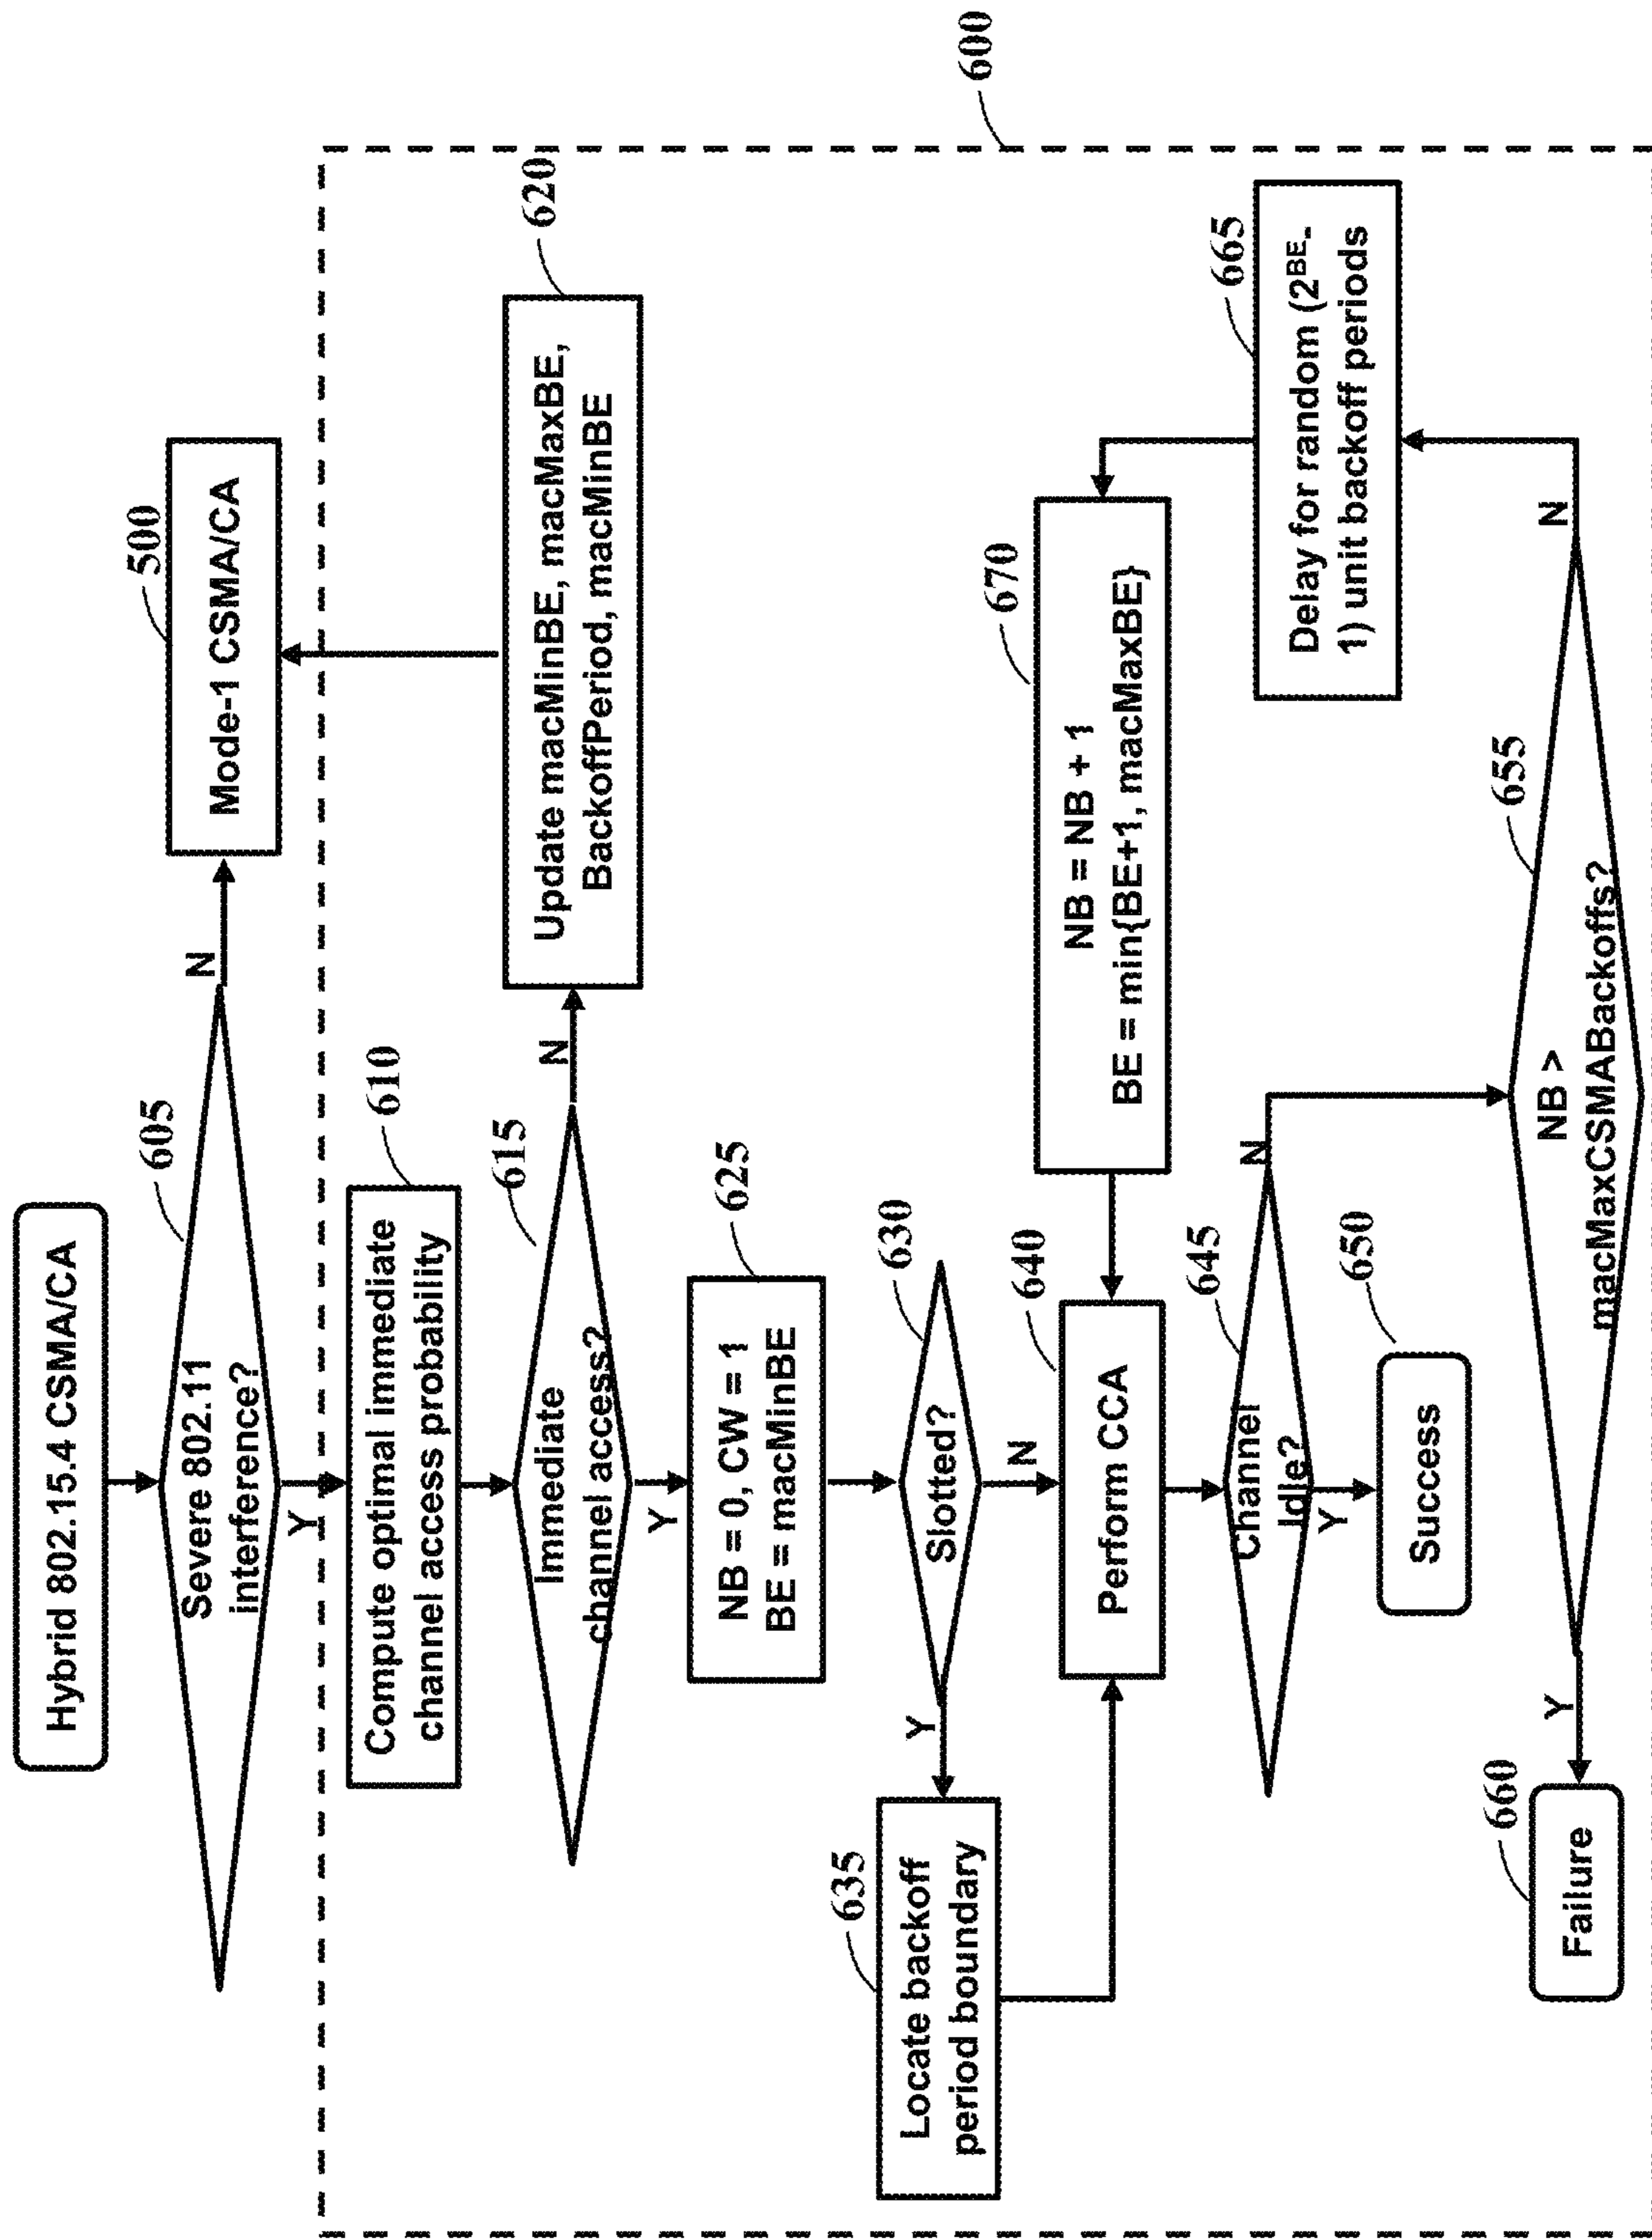 Hybrid 802.15.4 CSMA/CA
605
Severe 802.11
interference?
N
500
Mode-1 CSMA/CA
Y
600
610
Compute optimal immediate
channel access probability
615
Immediate
channel access?
N
620
Update macMinBE, macMaxBE,
BackoffPeriod, macMinBE
Y
625
NB = 0, CW = 1
BE = macMinBE
630
Slotted?
Y
N
635
Locate backoff
period boundary
640
Perform CCA
670
NB = NB + 1
BE = min{BE+1, macMaxBE}
645
Channel
Idle?
N
Y
650
Success
665
Delay for random (2^BE-
1) unit backoff periods
655
NB >
macMaxCSMABackoffs?
N
Y
660
Failure